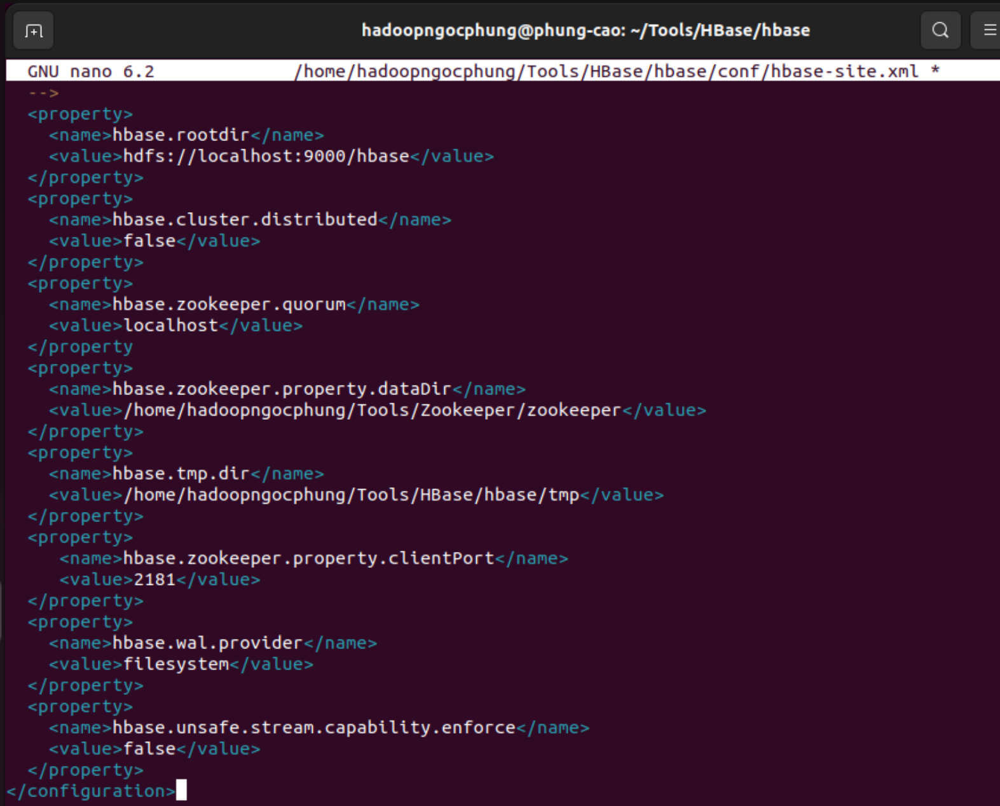 hadoopngocphung@phung-cao: ~/Tools/HBase/hbase
GNU nano 6.2 /home/hadoopngocphung/Tools/HBase/hbase/conf/hbase-site.xml *
-->
<property>
<name>hbase.rootdir</name>
<value>hdfs://localhost:9000/hbase</value>
</property>
<property>
<name>hbase.cluster.distributed</name>
<value>false</value>
</property>
<property>
<name>hbase.zookeeper.quorum</name>
<value>localhost</value>
</property
<property>
<name>hbase.zookeeper.property.dataDir</name>
<value>/home/hadoopngocphung/Tools/Zookeeper/zookeeper</value>
</property>
<property>
<name>hbase.tmp.dir</name>
<value>/home/hadoopngocphung/Tools/HBase/hbase/tmp</value>
</property>
<property>
<name>hbase.zookeeper.property.clientPort</name>
<value>2181</value>
</property>
<property>
<name>hbase.wal.provider</name>
<value>filesystem</value>
</property>
<property>
<name>hbase.unsafe.stream.capability.enforce</name>
<value>false</value>
</property>
</configuration>